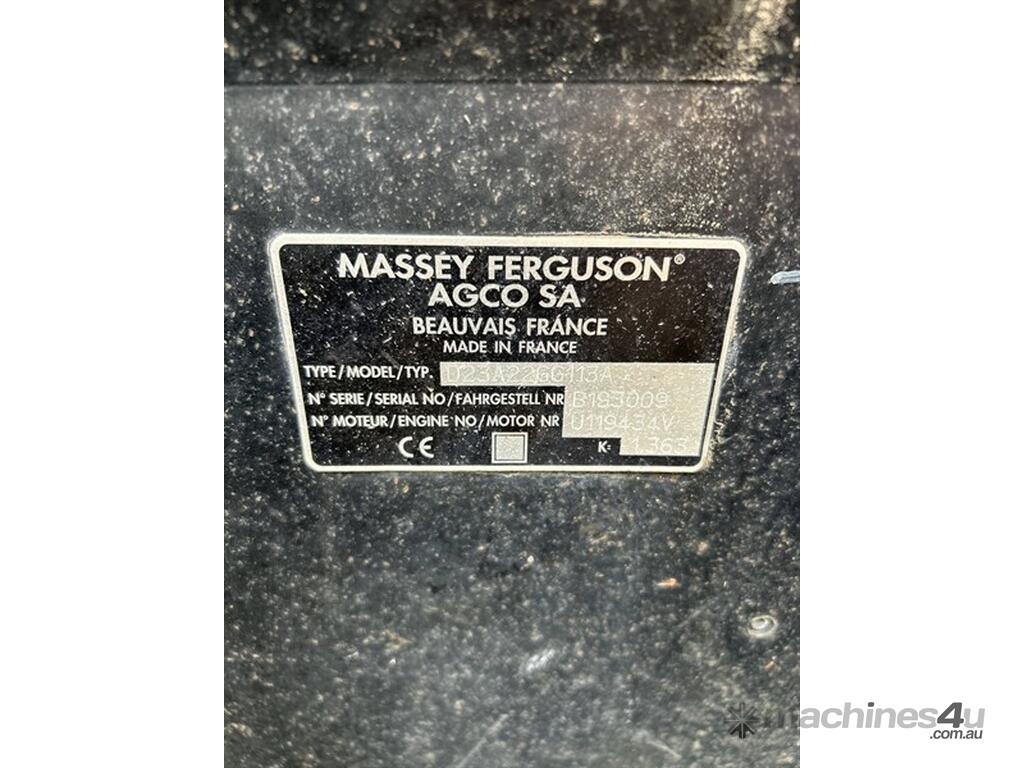 MASSEY FERGUSON®
AGCO SA
BEAUVAIS FRANCE
MADE IN FRANCE
TYPE/MODEL/TYP.
N° SERIE/SERIAL NO/FAHRGESTELL NR B193009
N° MOTEUR/ENGINE NO/MOTOR NR U119434V
CE K= 1.363
machines4u
.com.au